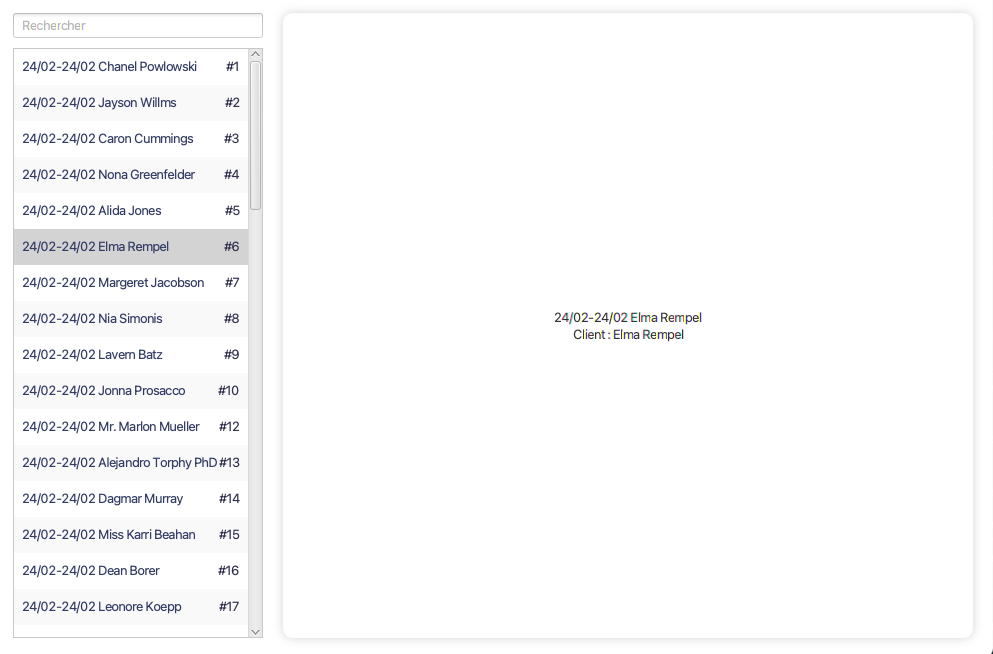 Rechercher
24/02-24/02 Chanel Powlowski #1
24/02-24/02 Jayson Willms #2
24/02-24/02 Caron Cummings #3
24/02-24/02 Nona Greenfelder #4
24/02-24/02 Alida Jones #5
24/02-24/02 Elma Rempel #6
24/02-24/02 Margeret Jacobson #7
24/02-24/02 Nia Simonis #8
24/02-24/02 Lavern Batz #9
24/02-24/02 Jonna Prosacco #10
24/02-24/02 Mr. Marlon Mueller #12
24/02-24/02 Alejandro Torphy PhD #13
24/02-24/02 Dagmar Murray #14
24/02-24/02 Miss Karri Beahan #15
24/02-24/02 Dean Borer #16
24/02-24/02 Leonore Koepp #17
24/02-24/02 Elma Rempel
Client : Elma Rempel